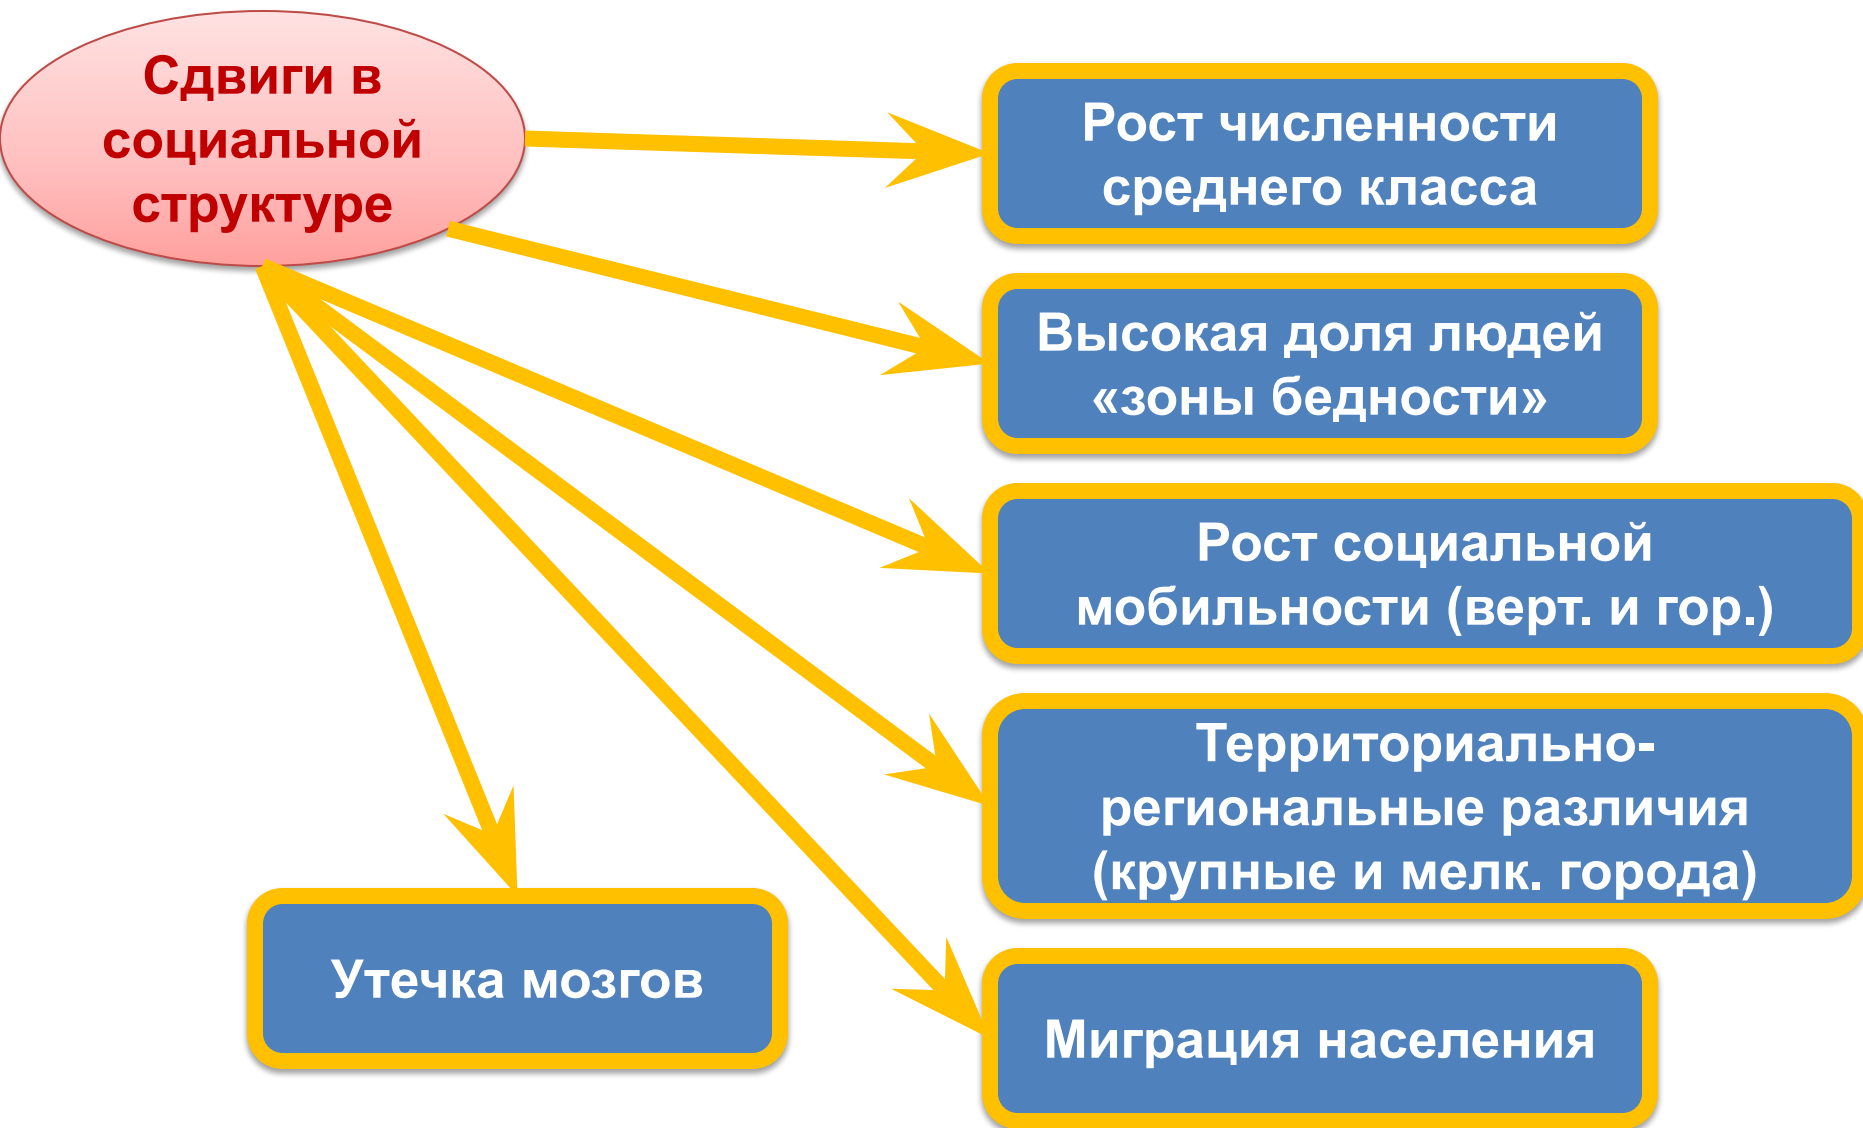 Сдвиги в
социальной
структуре
Рост численности
среднего класса
Высокая доля людей
«зоны бедности»
Рост социальной
мобильности (верт. и гор.)
Территориально-
региональные различия
(крупные и мелк. города)
Утечка мозгов
Миграция населения